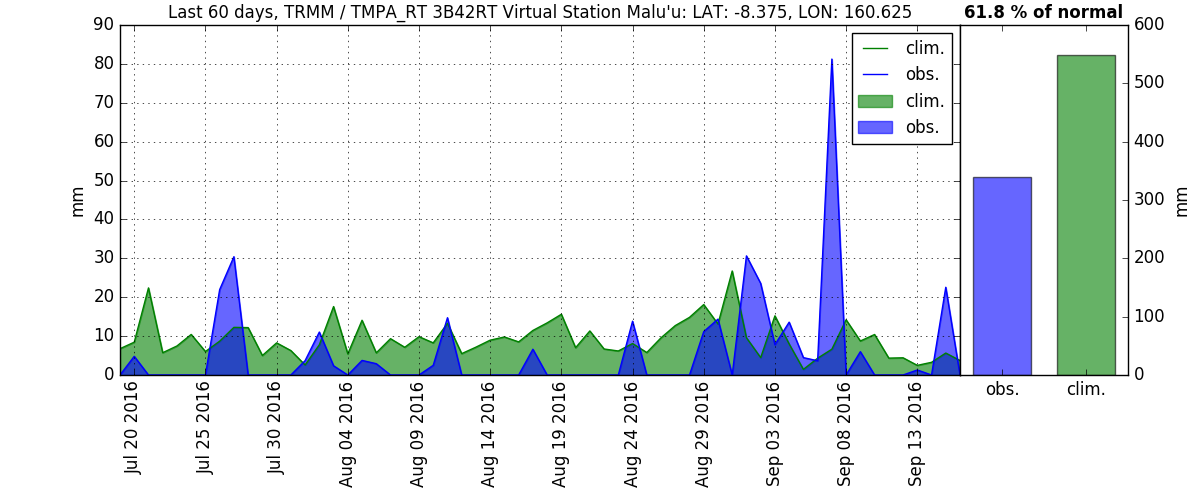 Last 60 days, TRMM / TMPA_RT 3B42RT Virtual Station Malu'u: LAT: -8.375, LON: 160.625
61.8 % of normal
90
80
70
60
50
40
30
20
10
0
mm
clim.
obs.
clim.
obs.
Jul 20 2016
Jul 25 2016
Jul 30 2016
Aug 04 2016
Aug 09 2016
Aug 14 2016
Aug 19 2016
Aug 24 2016
Aug 29 2016
Sep 03 2016
Sep 08 2016
Sep 13 2016
600
500
400
300
200
100
0
mm
obs.
clim.